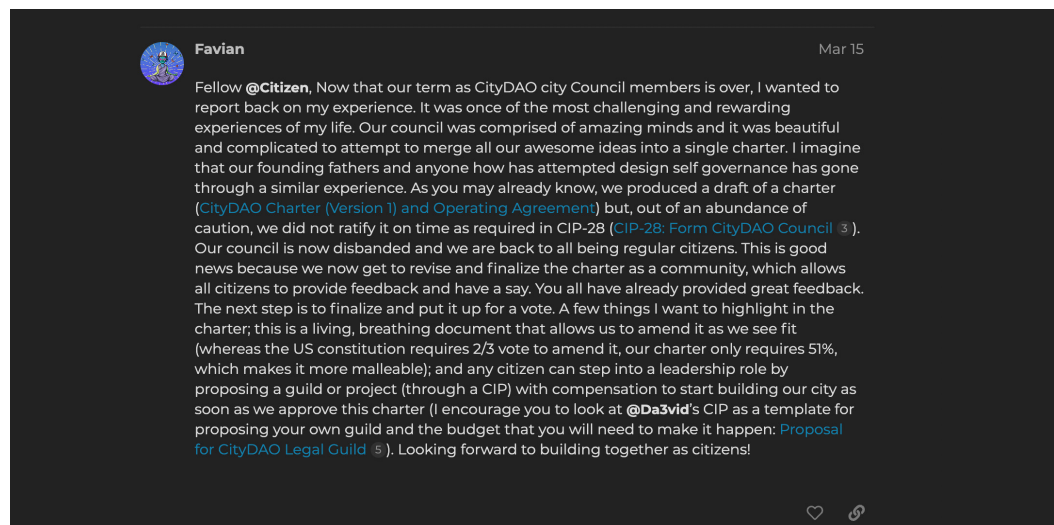 Favian
Mar 15
Fellow @Citizen, Now that our term as CityDAO city Council members is over, I wanted to
report back on my experience. It was once of the most challenging and rewarding
experiences of my life. Our council was comprised of amazing minds and it was beautiful
and complicated to attempt to merge all our awesome ideas into a single charter. I imagine
that our founding fathers and anyone how has attempted design self governance has gone
through a similar experience. As you may already know, we produced a draft of a charter
(CityDAO Charter (Version 1) and Operating Agreement) but, out of an abundance of
caution, we did not ratify it on time as required in CIP-28 (CIP-28: Form CityDAO Council 3 ).
Our council is now disbanded and we are back to all being regular citizens. This is good
news because we now get to revise and finalize the charter as a community, which allows
all citizens to provide feedback and have a say. You all have already provided great feedback.
The next step is to finalize and put it up for a vote. A few things I want to highlight in the
charter; this is a living, breathing document that allows us to amend it as we see fit
(whereas the US constitution requires 2/3 vote to amend it, our charter only requires 51%,
which makes it more malleable); and any citizen can step into a leadership role by
proposing a guild or project (through a CIP) with compensation to start building our city as
soon as we approve this charter (I encourage you to look at @Da3vid's CIP as a template for
proposing your own guild and the budget that you will need to make it happen: Proposal
for CityDAO Legal Guild 5 ). Looking forward to building together as citizens!